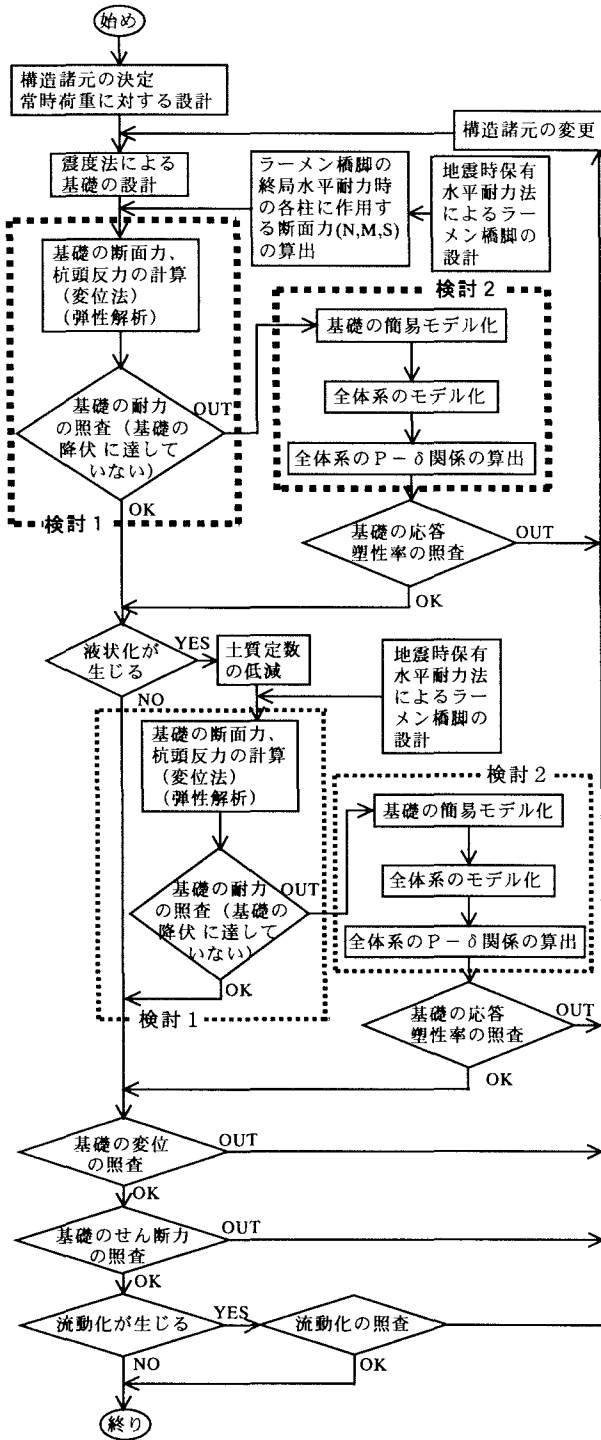 始め
構造諸元の決定
常時荷重に対する設計
構造諸元の変更
震度法による
基礎の設計
ラーメン橋脚の
終局水平耐力時
の各柱に作用す
る断面力(N,M,S)
の算出
地震時保有
水平耐力法
によるラー
メン橋脚の
設計
基礎の断面力、
杭頭反力の計算
（変位法）
（弾性解析）
検討2
基礎の簡易モデル化
全体系のモデル化
全体系のP－δ関係の算出
基礎の耐力
の照査（基礎の
降伏に達して
いない）
OUT
OK
検討1
基礎の応答
塑性率の照査
OUT
OK
液状化が
生じる
YES
NO
土質定数
の低減
地震時保有
水平耐力法
によるラー
メン橋脚の
設計
基礎の断面力、
杭頭反力の計算
（変位法）
（弾性解析）
検討2
基礎の簡易モデル化
全体系のモデル化
全体系のP－δ関係の算出
基礎の耐力
の照査（基礎の
降伏に達して
いない）
OUT
OK
検討1
基礎の応答
塑性率の照査
OUT
OK
基礎の変位
の照査
OUT
OK
基礎のせん断力
の照査
OUT
OK
流動化が生じる
YES
NO
流動化の照査
OK
終り